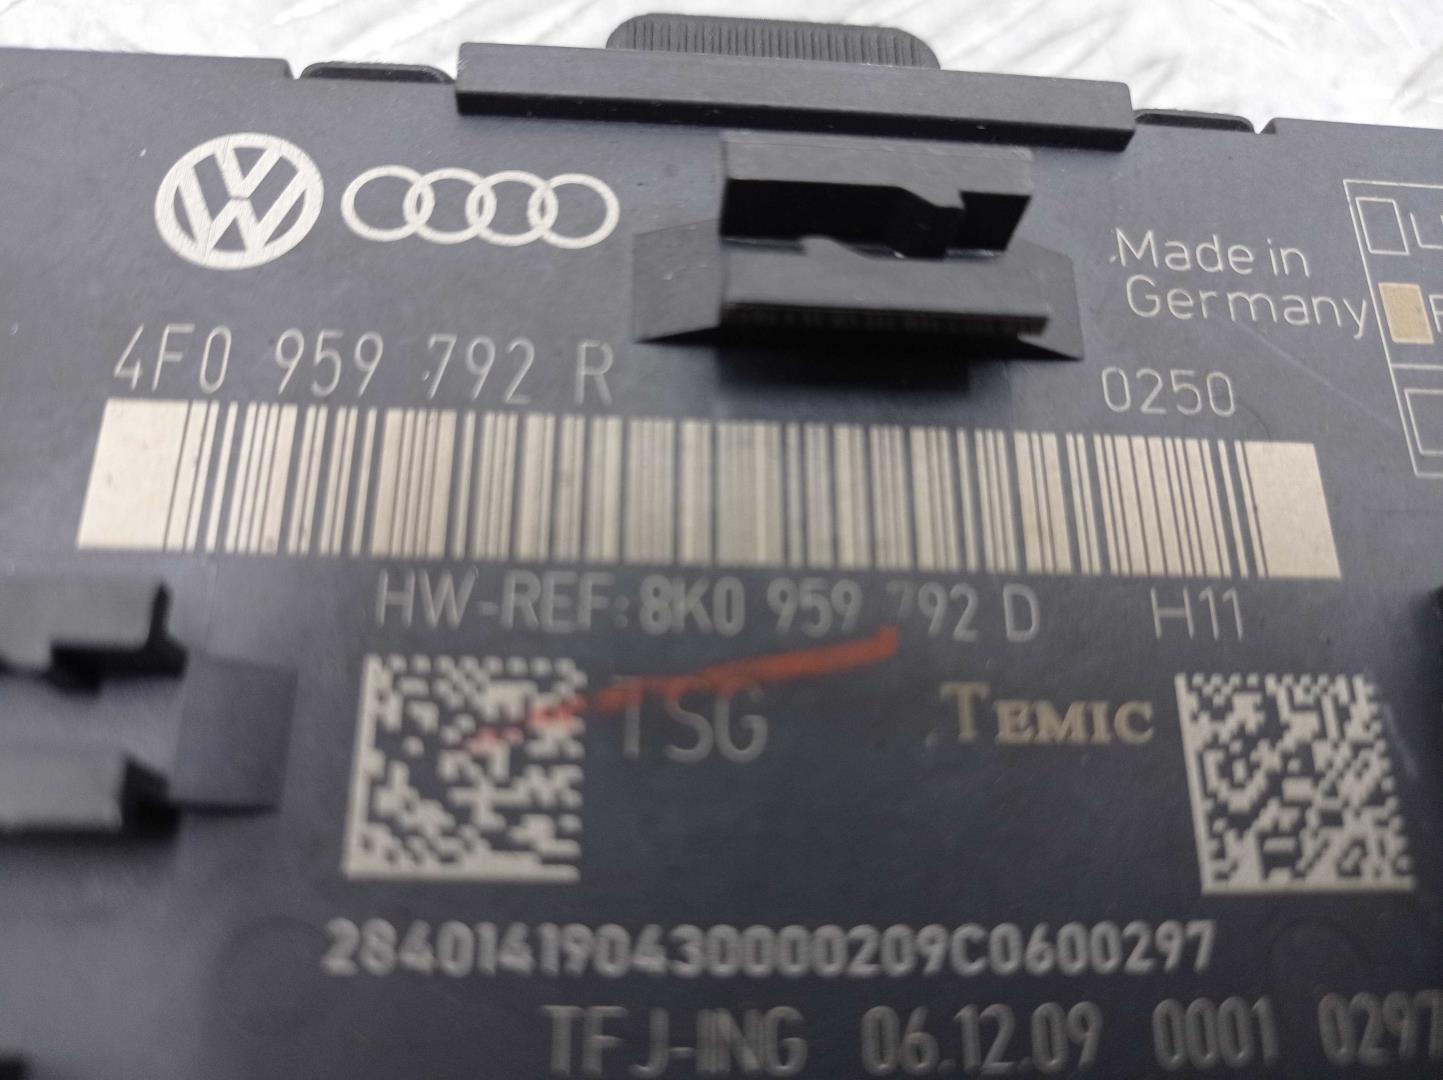 Made in
Germany
4F0 959 792 R
0250
HW-REF: 8K0 959 792 D H11
TSG
TEMIC
284014190430000209C0600297
TFJ-ING 06.12.09 0001 0297